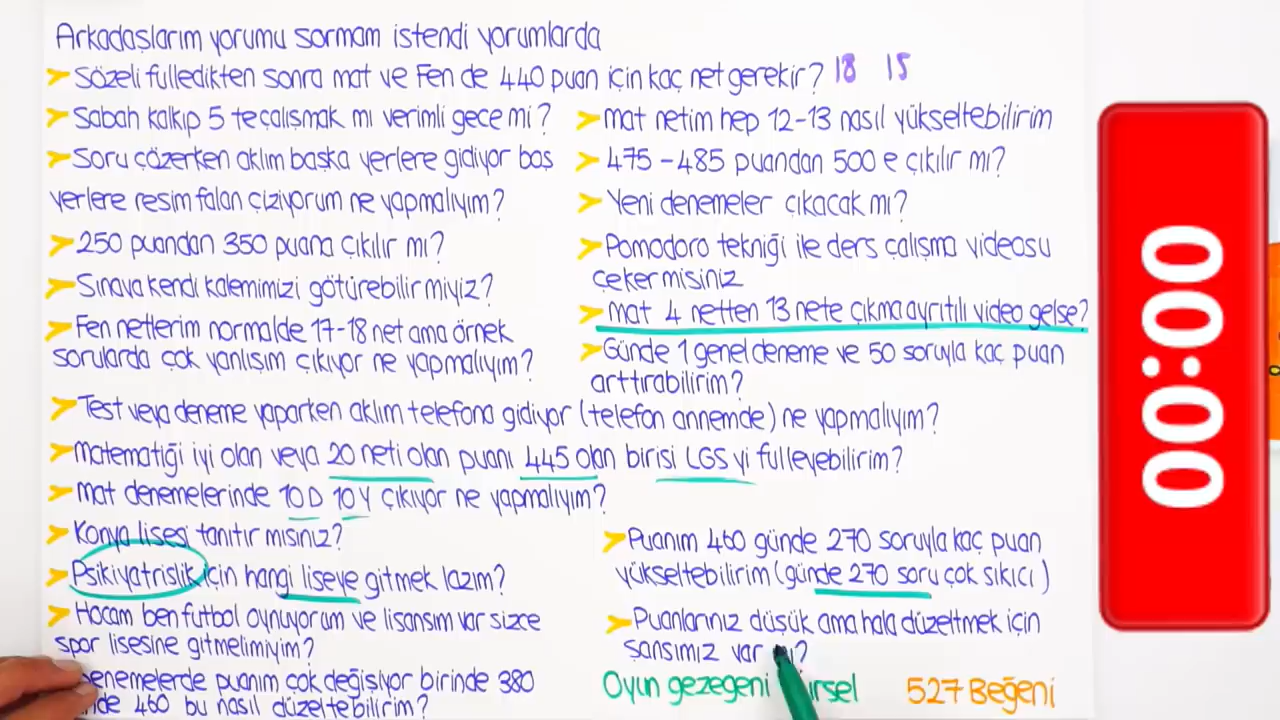 Arkadaşlarım yorumu sormam istendi yorumlarda
➤ Sözeli fulledikten sonra mat ve Fen de 440 puan için kaç net gerekir? 18 15
➤ Sabah kalkıp 5 te çalışmak mı verimli gece mi?
➤ Soru çözerken aklım başka yerlere gidiyor boş
yerlere resim falan çiziyorum ne yapmalıyım?
➤ 250 puandan 350 puana çıkılır mı?
➤ Sınava kendi kalemimizi götürebilir miyiz?
➤ Fen netlerim normalde 17-18 net ama örnek
sorularda çok yanlışım çıkıyor ne yapmalıyım?
➤ mat netim hep 12-13 nasıl yükseltebilirim
➤ 475-485 puandan 500 e çıkılır mı?
➤ Yeni denemeler çıkacak mı?
➤ Pomodoro tekniği ile ders çalışma videosu
çeker misiniz
➤ mat 4 netten 13 nete çıkma ayrıtılı video gelse?
➤ Günde 1 genel deneme ve 50 soruyla kaç puan
arttırabilirim?
➤ Test veya deneme yaparken aklım telefona gidiyor (telefon annemde) ne yapmalıyım?
➤ Matematiği iyi olan veya 20 neti olan puanı 445 olan birisi LGS yi fulleyebilirim?
➤ Mat denemelerinde 10D 10Y çıkıyor ne yapmalıyım?
➤ Konya lisesi tanıtır mısınız?
➤ Psikiyatrislik için hangi liseye gitmek lazım?
➤ Hocam ben futbol oynuyorum ve lisansım var sizce
spor lisesine gitmelimiyim?
denemelerde puanım çok değişiyor birinde 380
460 bu nasıl düzeltebilirim?
➤ Puanım 460 günde 270 soruyla kaç puan
yükseltebilirim (günde 270 soru çok sıkıcı)
➤ Puanlarınız düşük ama hala düzeltmek için
şansımız var mı?
Oyun gezegeni
527 Beğeni
00:00